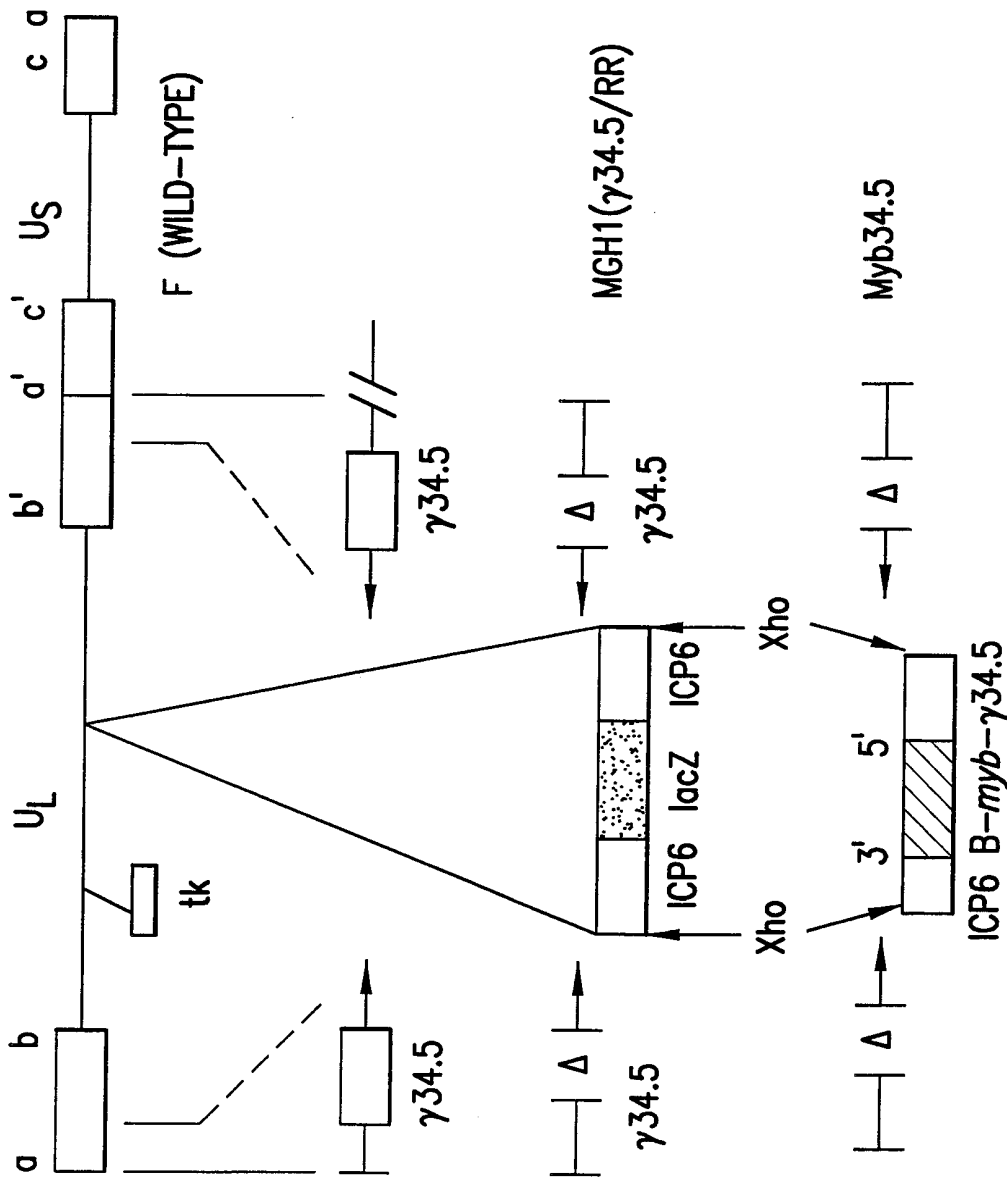 a b U_L b' a' c' U_S c a
tk
F (WILD–TYPE)
γ34.5 γ34.5
Δ Δ
γ34.5 γ34.5
MGH1(γ34.5/RR)
ICP6 lacZ ICP6
Xho Xho
Δ Δ
Myb34.5
3' 5'
ICP6 B–myb–γ34.5